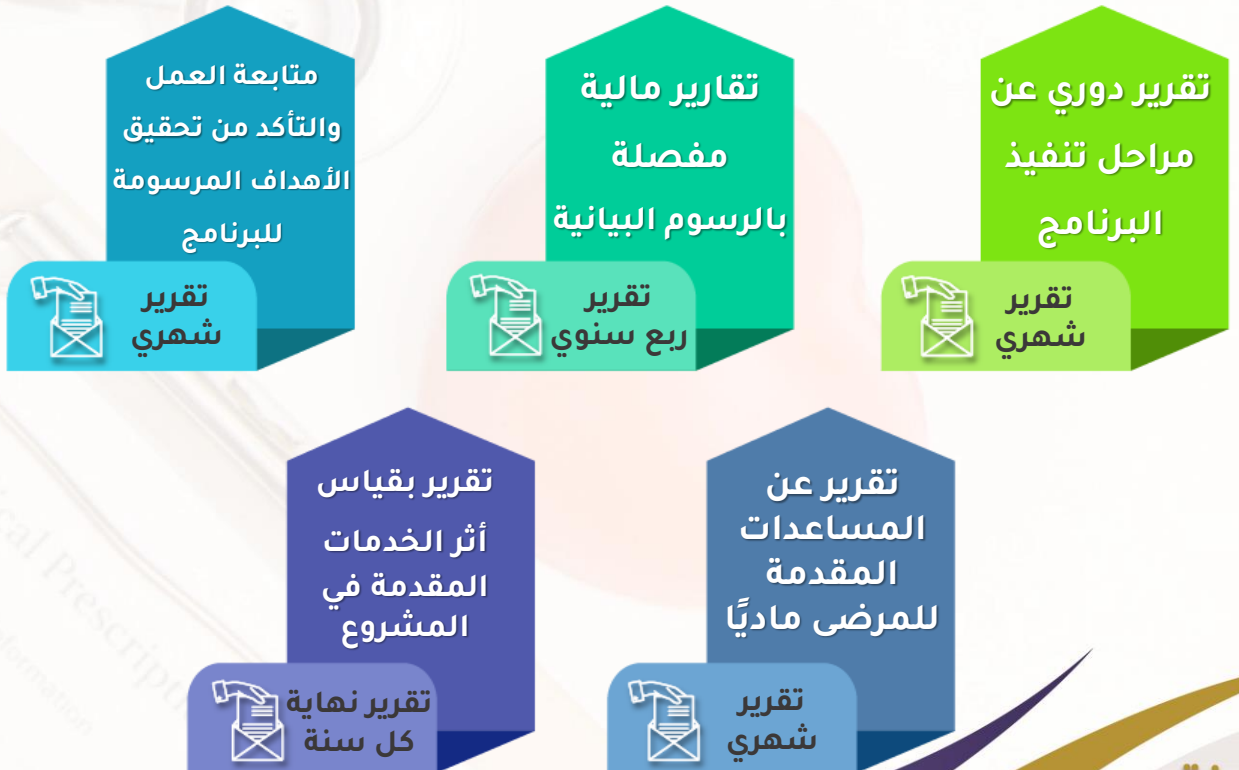 تقرير دوري عن
مراحل تنفيذ
البرنامج
تقرير
شهري
تقارير مالية
مفصلة
بالرسوم البيانية
تقرير
ربع سنوي
متابعة العمل
والتأكد من تحقيق
الأهداف المرسومة
للبرنامج
تقرير
شهري
تقرير عن
المساعدات
المقدمة
للمرضى ماديًا
تقرير
شهري
تقرير بقياس
أثر الخدمات
المقدمة في
المشروع
تقرير نهاية
كل سنة